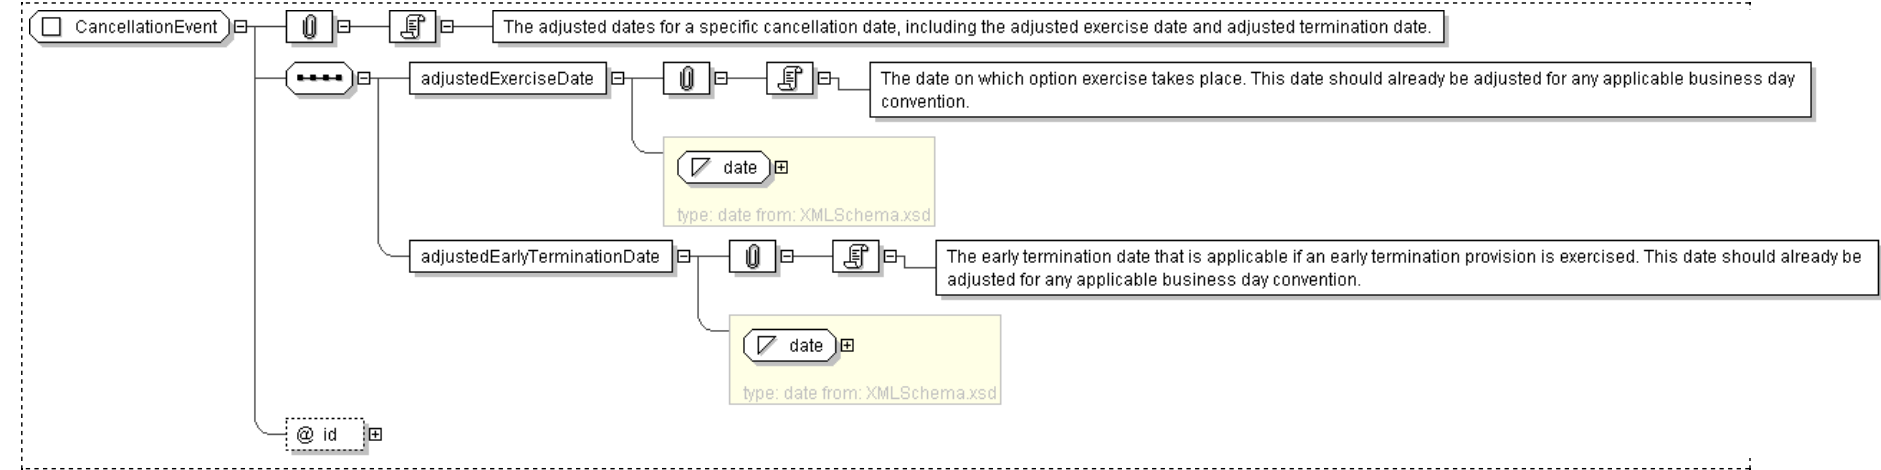 CancellationEvent
The adjusted dates for a specific cancellation date, including the adjusted exercise date and adjusted termination date.
adjustedExerciseDate
The date on which option exercise takes place. This date should already be adjusted for any applicable business day
convention.
date
type: date from: XMLSchema.xsd
adjustedEarlyTerminationDate
The early termination date that is applicable if an early termination provision is exercised. This date should already be
adjusted for any applicable business day convention.
date
type: date from: XMLSchema.xsd
@ id